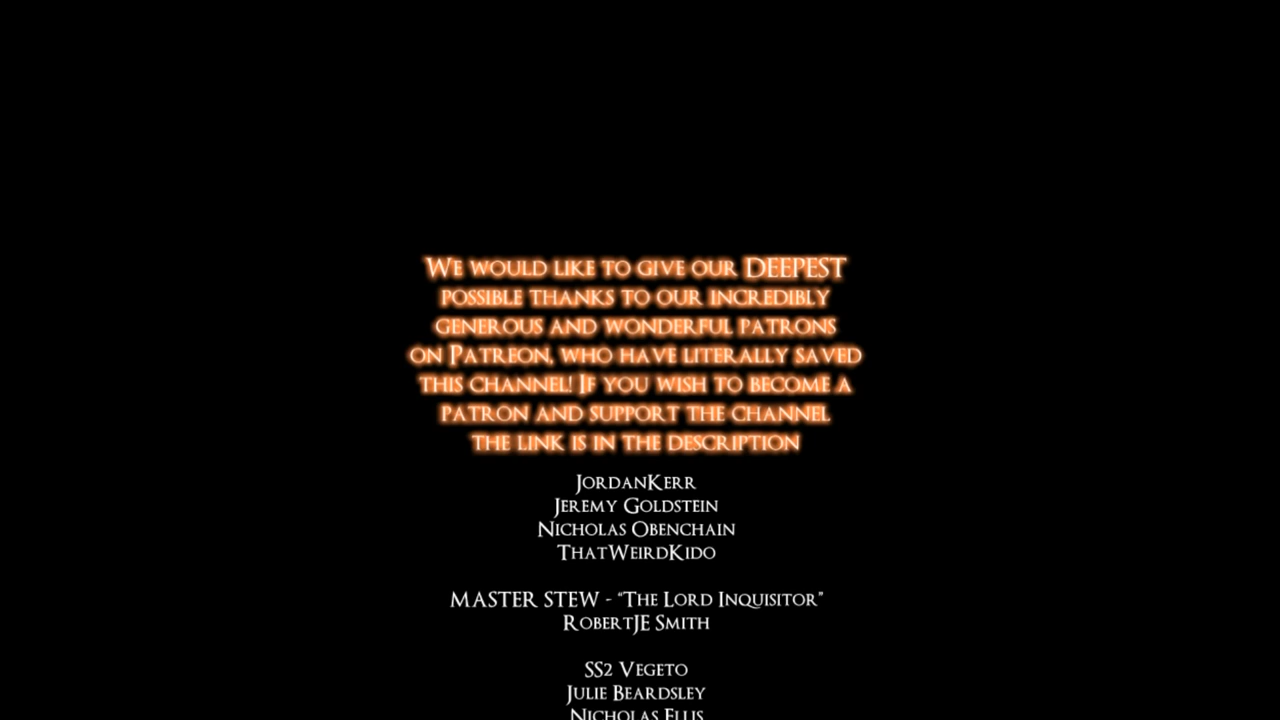 We would like to give our DEEPEST
possible thanks to our incredibly
generous and wonderful patrons
on Patreon, who have literally saved
this channel! If you wish to become a
patron and support the channel
the link is in the description
JordanKerr
Jeremy Goldstein
Nicholas Obenchain
ThatWeirdKido
MASTER STEW - “The Lord Inquisitor”
RobertJE Smith
SS2 Vegeto
Julie Beardsley
Nicholas Ellis